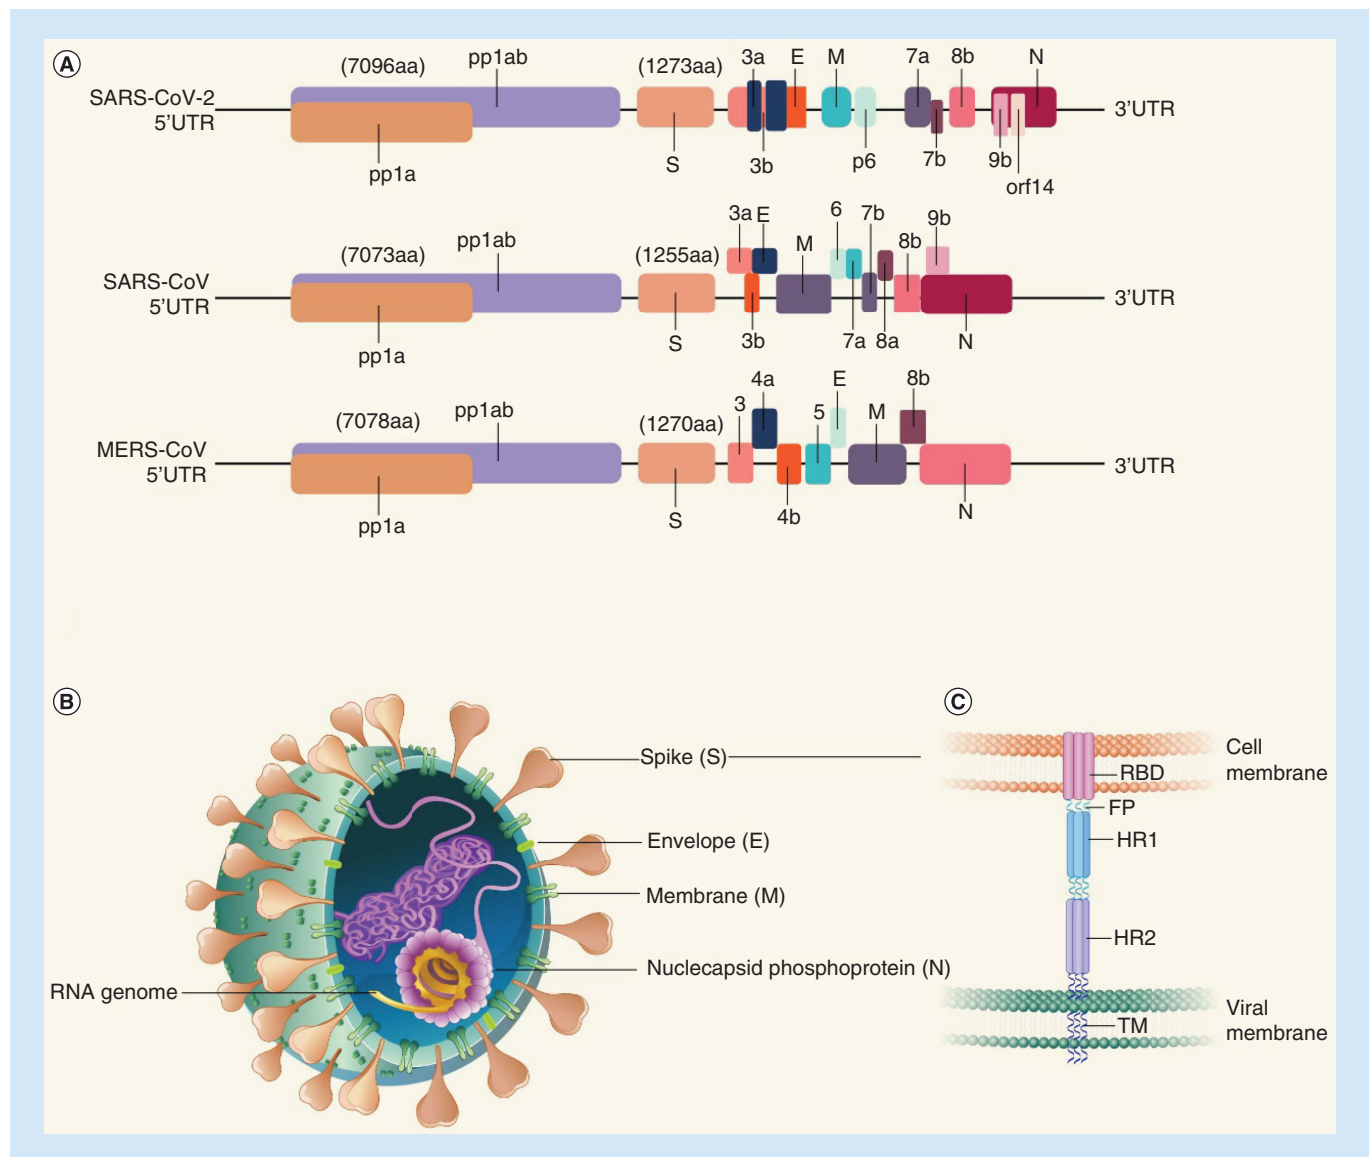 A
(7096aa)
pp1ab
(1273aa)
3a
E
M
7a
8b
N
SARS-CoV-2
5’UTR
3’UTR
pp1a
S
3b
p6
7b
9b
orf14
3a
E
6
7b
9b
(7073aa)
pp1ab
(1255aa)
M
8b
SARS-CoV
5’UTR
3’UTR
pp1a
S
3b
7a
8a
N
4a
E
8b
(7078aa)
pp1ab
(1270aa)
3
5
M
MERS-CoV
5’UTR
3’UTR
pp1a
S
4b
N
B
Spike (S)
Envelope (E)
Membrane (M)
Nuclecapsid phosphoprotein (N)
RNA genome
C
Cell
membrane
RBD
FP
HR1
HR2
Viral
membrane
TM